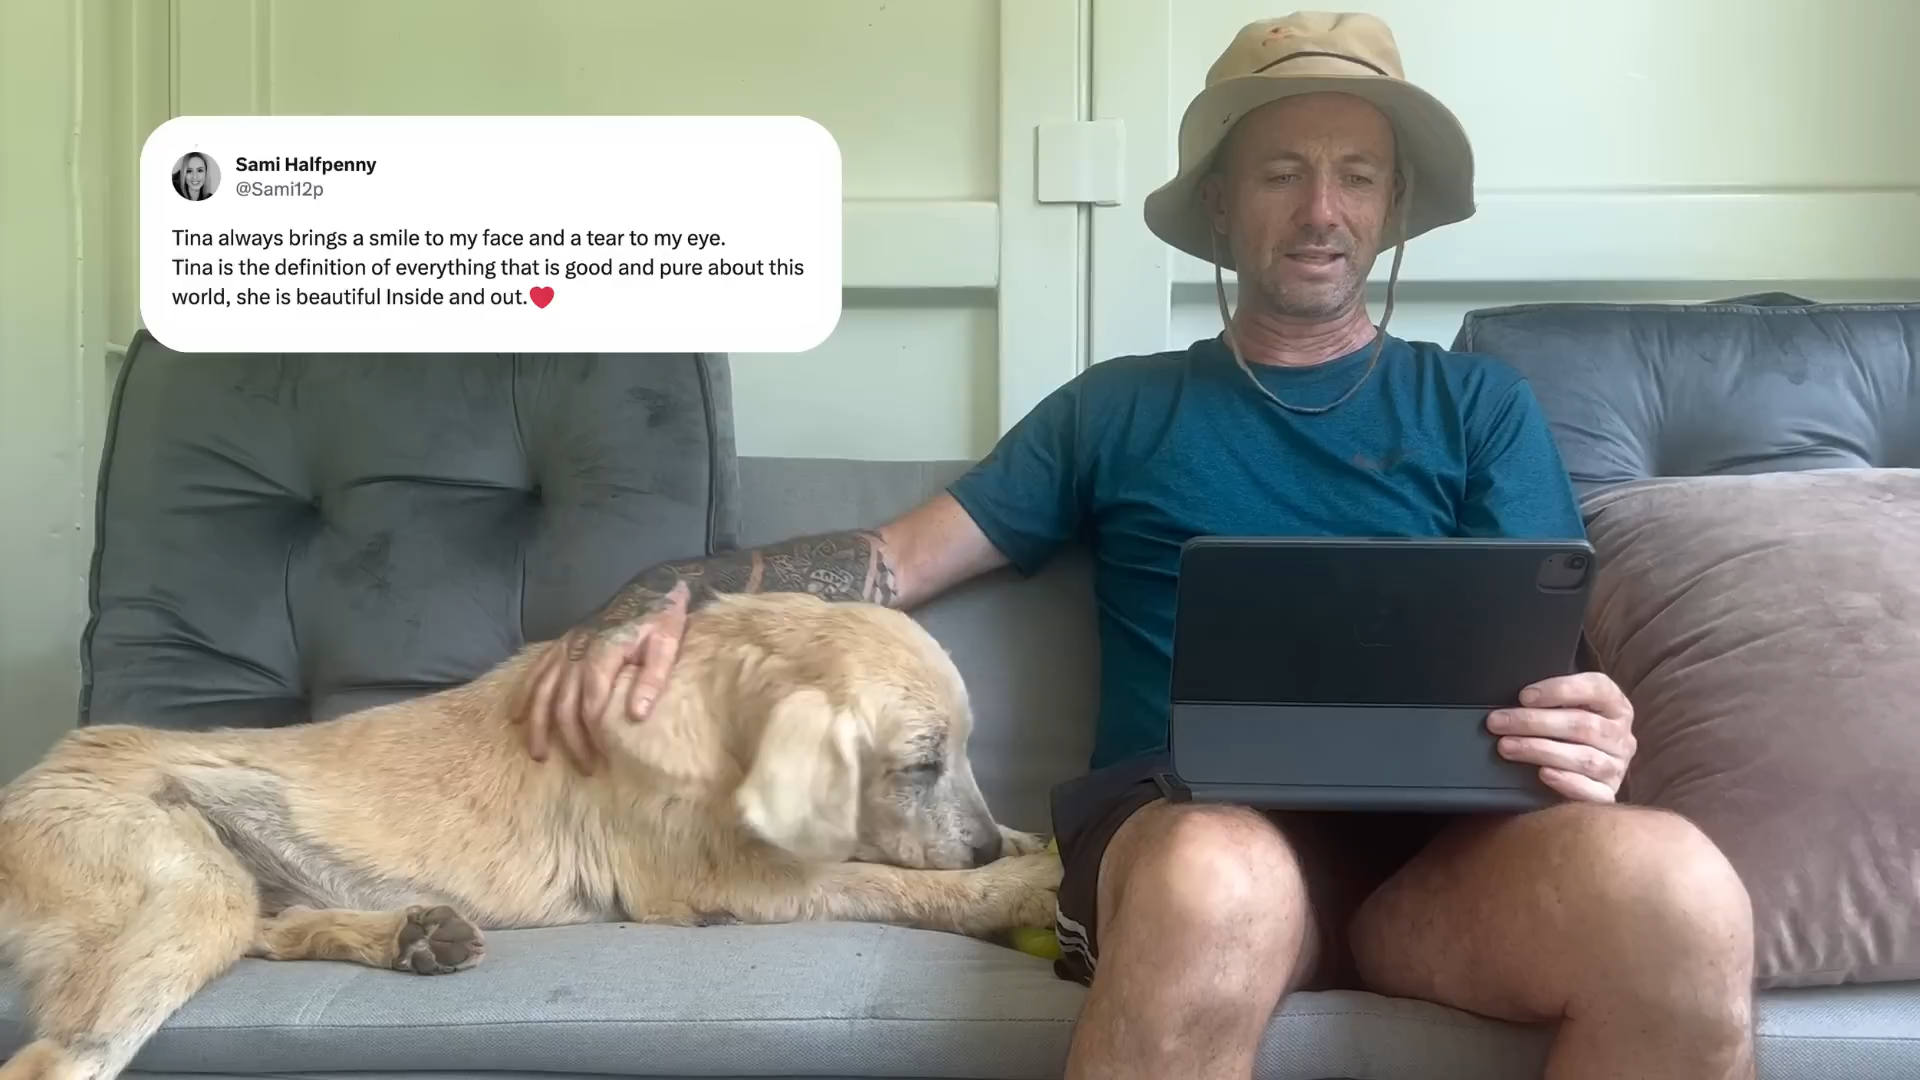 Sami Halfpenny
@Sami12p
Tina always brings a smile to my face and a tear to my eye.
Tina is the definition of everything that is good and pure about this
world, she is beautiful Inside and out.❤️